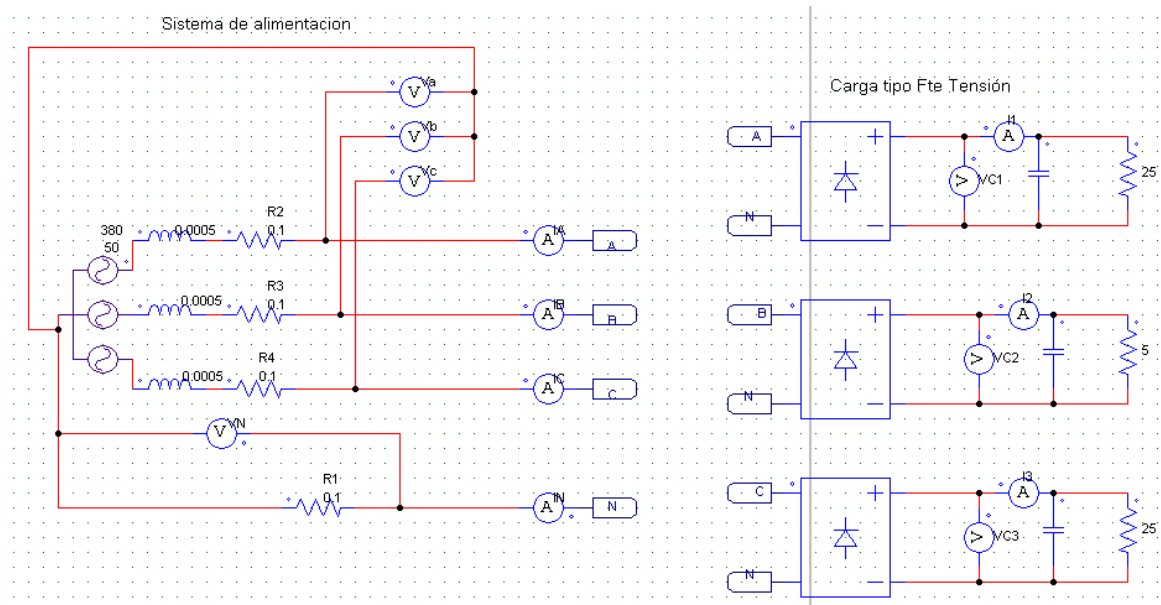 Sistema de alimentacion
Va
V
Vb
V
Vc
V
380
50
0.0005
R2
0.1
IA
A
A
0.0005
R3
0.1
IB
A
B
0.0005
R4
0.1
IC
A
C
VN
V
R1
0.1
IN
A
N
Carga tipo Fte Tensión
A
N
+
−
V
VC1
I1
A
25
B
N
+
−
V
VC2
I2
A
5
C
N
+
−
V
VC3
I3
A
25